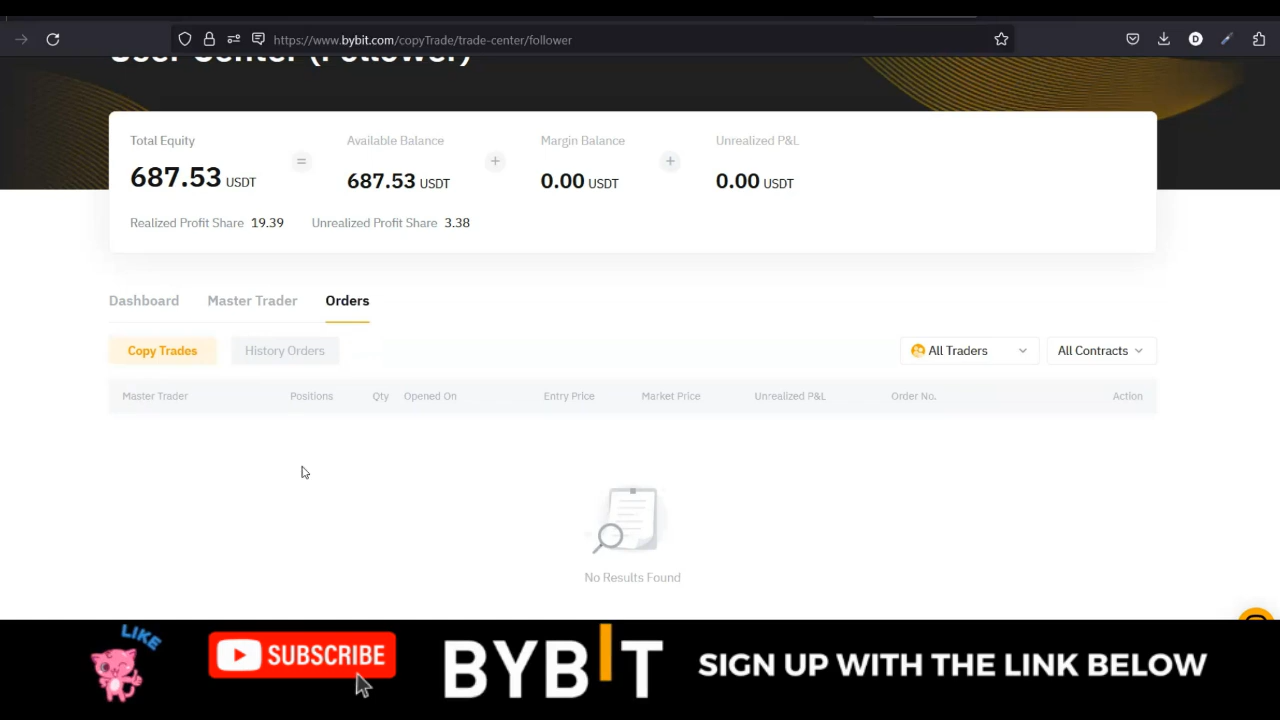 https://www.bybit.com/copyTrade/trade-center/follower
D
User Center (Follower)
Total Equity
Available Balance
Margin Balance
Unrealized P&L
687.53 USDT
=
687.53 USDT
+
0.00 USDT
+
0.00 USDT
Realized Profit Share 19.39
Unrealized Profit Share 3.38
Dashboard
Master Trader
Orders
Copy Trades
History Orders
All Traders
All Contracts
Master Trader
Positions
Qty
Opened On
Entry Price
Market Price
Unrealized P&L
Order No.
Action
No Results Found
LIKE
SUBSCRIBE
BYBIT
SIGN UP WITH THE LINK BELOW